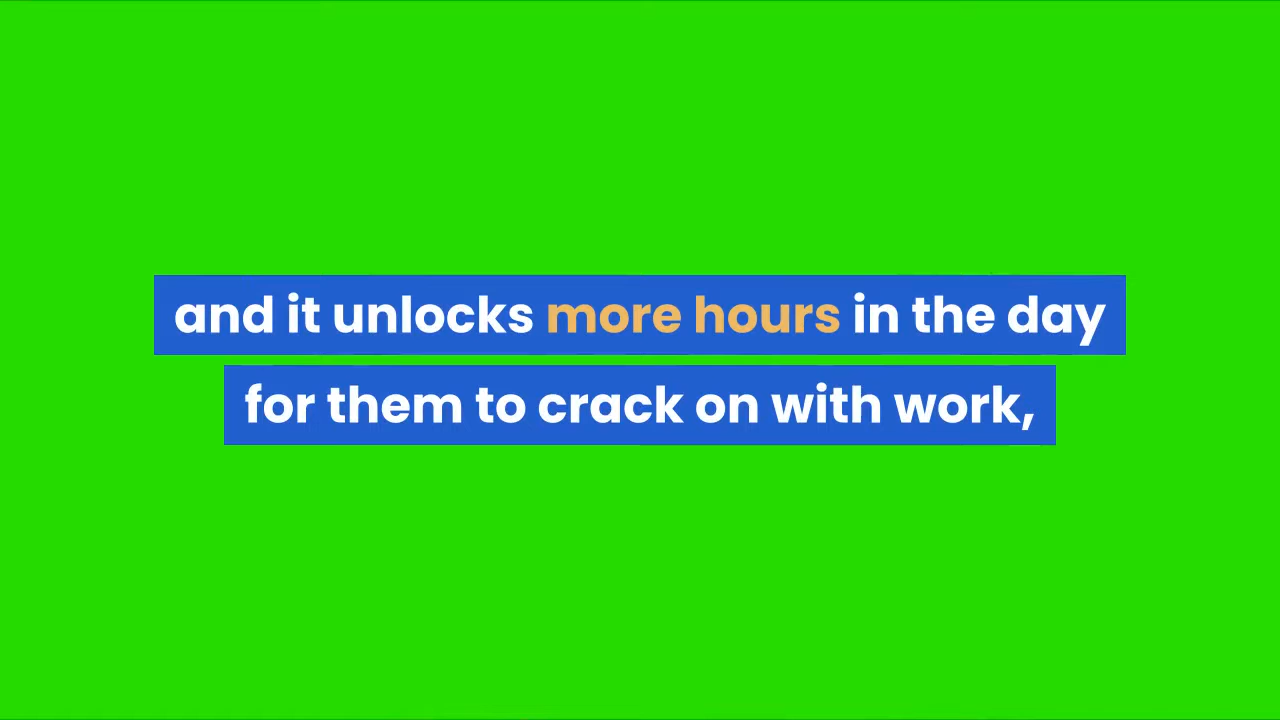 and it unlocks more hours in the day
for them to crack on with work,